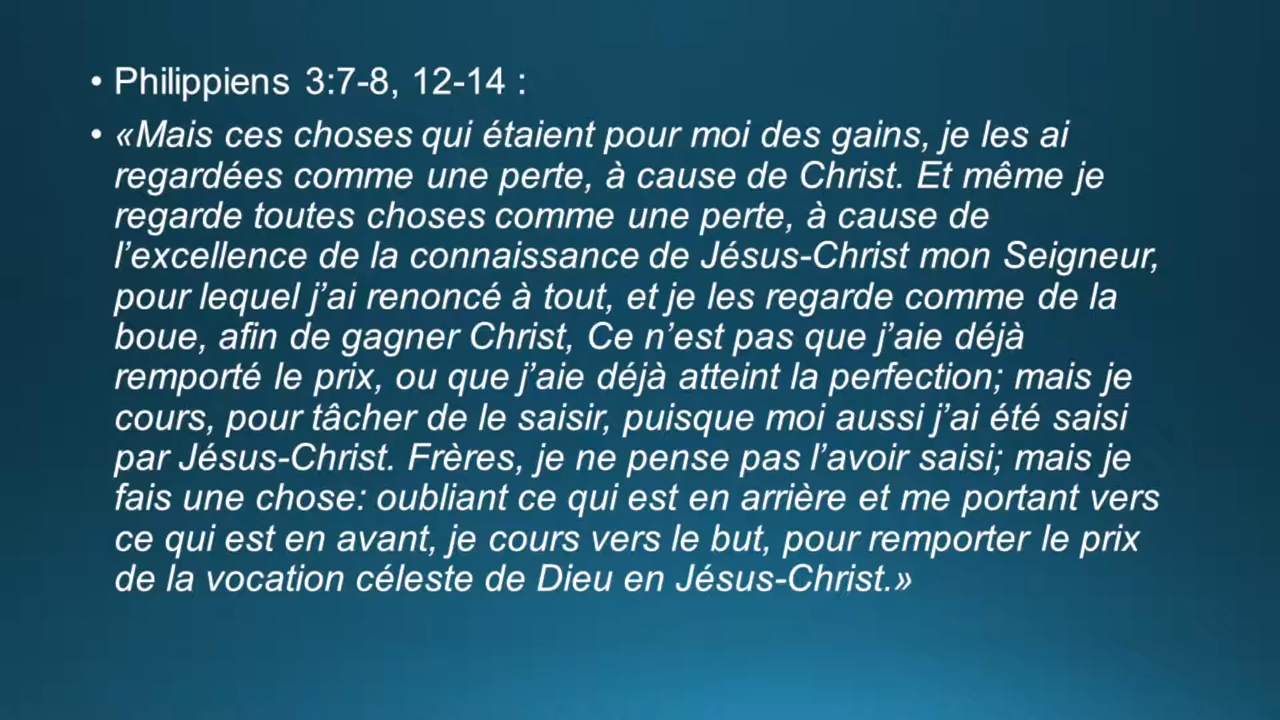 • Philippiens 3:7-8, 12-14 :
• «Mais ces choses qui étaient pour moi des gains, je les ai
regardées comme une perte, à cause de Christ. Et même je
regarde toutes choses comme une perte, à cause de
l’excellence de la connaissance de Jésus-Christ mon Seigneur,
pour lequel j’ai renoncé à tout, et je les regarde comme de la
boue, afin de gagner Christ, Ce n’est pas que j’aie déjà
remporté le prix, ou que j’aie déjà atteint la perfection; mais je
cours, pour tâcher de le saisir, puisque moi aussi j’ai été saisi
par Jésus-Christ. Frères, je ne pense pas l’avoir saisi; mais je
fais une chose: oubliant ce qui est en arrière et me portant vers
ce qui est en avant, je cours vers le but, pour remporter le prix
de la vocation céleste de Dieu en Jésus-Christ.»